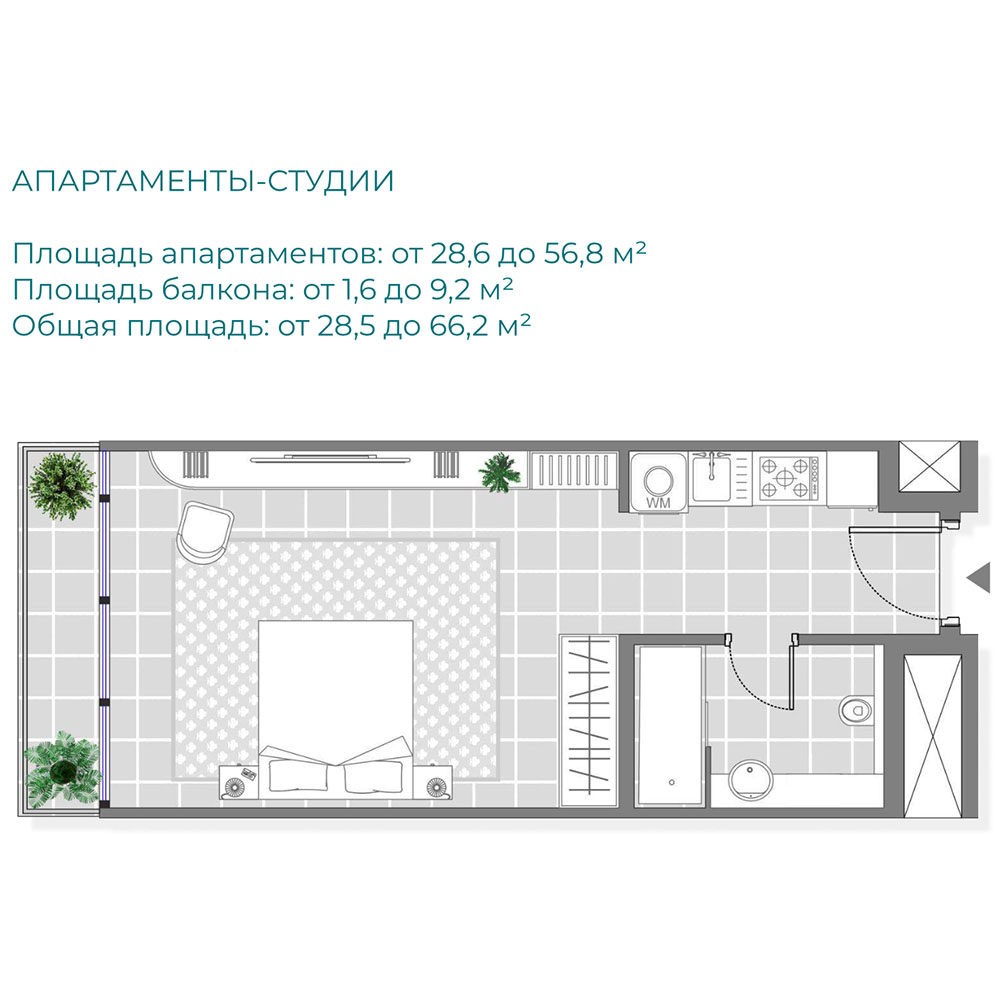 АПАРТАМЕНТЫ-СТУДИИ
Площадь апартаментов: от 28,6 до 56,8 м²
Площадь балкона: от 1,6 до 9,2 м²
Общая площадь: от 28,5 до 66,2 м²
WM